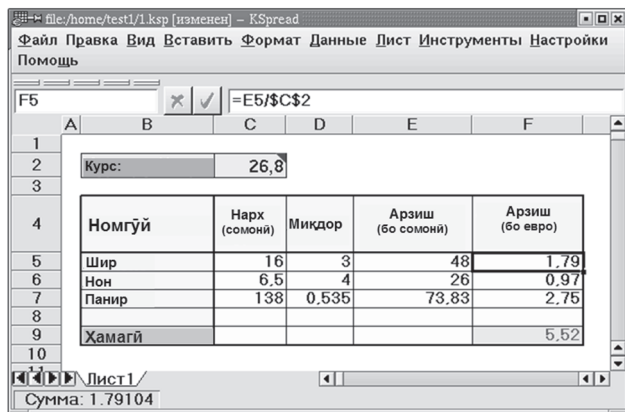 file:/home/test1/1.ksp [изменен] – KSpread
Файл Правка Вид Вставить Формат Данные Лист Инструменты Настройки
Помощь
F5 =E5/$C$2
A B C D E F
1
2 Курс: 26,8
3
4 Номгӯй Нарх (сомонӣ) Миқдор Арзиш (бо сомонӣ) Арзиш (бо евро)
5 Шир 16 3 48 1,79
6 Нон 6,5 4 26 0,97
7 Панир 138 0,535 73,83 2,75
8
9 Ҳамагӣ 5,52
10
11
Лист1
Сумма: 1.79104